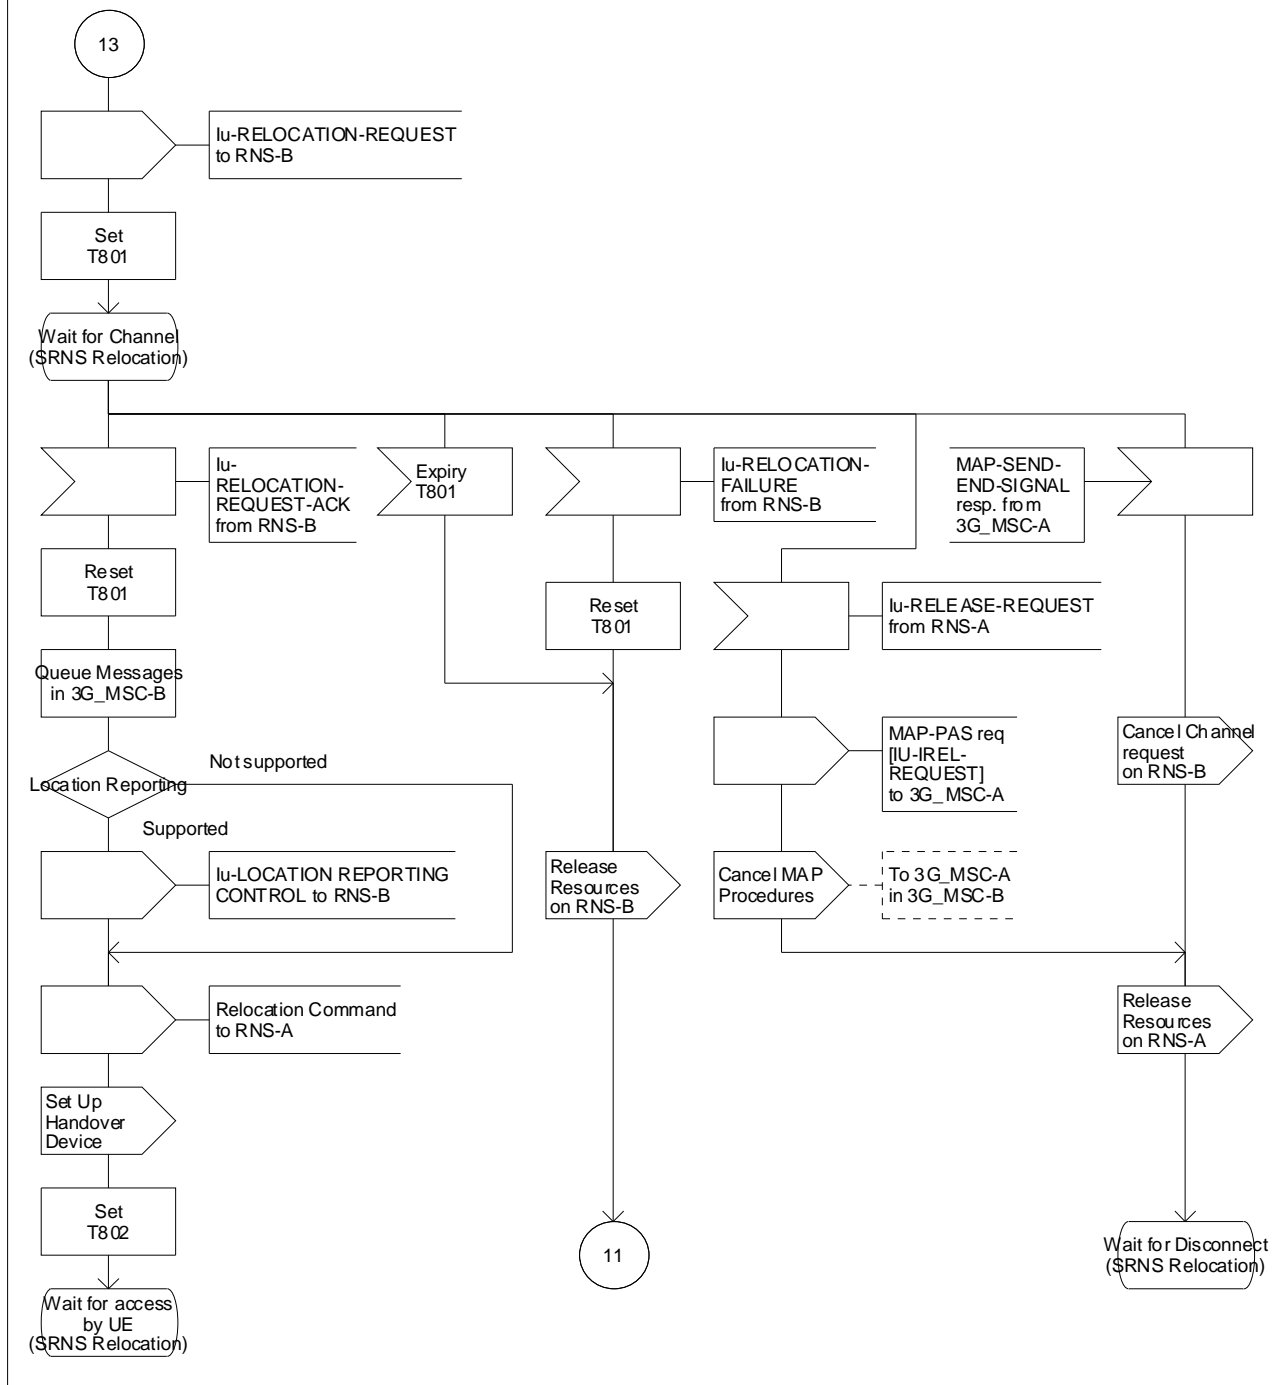 13
Iu-RELOCATION-REQUEST
to RNS-B
Set
T801
Wait for Channel
(SRNS Relocation)
Iu-
RELOCATION-
REQUEST-ACK
from RNS-B
Expiry
T801
Iu-RELOCATION-
FAILURE
from RNS-B
MAP-SEND-
END-SIGNAL
resp. from
3G_MSC-A
Reset
T801
Reset
T801
Iu-RELEASE-REQUEST
from RNS-A
Queue Messages
in 3G_MSC-B
MAP-PAS req
[IU-IREL-
REQUEST]
to 3G_MSC-A
Cancel Channel
request
on RNS-B
Location Reporting
Not supported
Supported
Iu-LOCATION REPORTING
CONTROL to RNS-B
Release
Resources
on RNS-B
Cancel MAP
Procedures
To 3G_MSC-A
in 3G_MSC-B
Relocation Command
to RNS-A
Release
Resources
on RNS-A
Set Up
Handover
Device
Set
T802
11
Wait for Disconnect
(SRNS Relocation)
Wait for access
by UE
(SRNS Relocation)